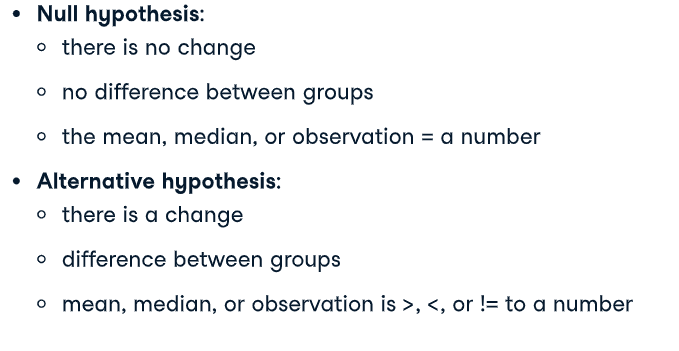 • Null hypothesis:
○ there is no change
○ no difference between groups
○ the mean, median, or observation = a number
• Alternative hypothesis:
○ there is a change
○ difference between groups
○ mean, median, or observation is >, <, or != to a number